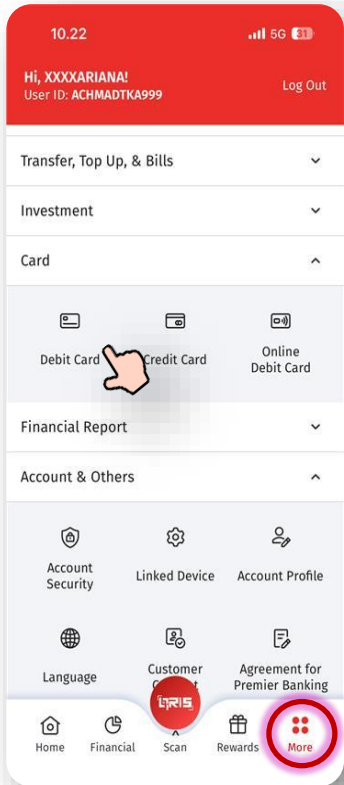 10.22
5G 31
Hi, XXXXARIANA!
User ID: ACHMADTKA999
Log Out
Transfer, Top Up, & Bills
Investment
Card
Debit Card
Credit Card
Online
Debit Card
Financial Report
Account & Others
Account
Security
Linked Device
Account Profile
Language
Customer
Agreement for
Premier Banking
QRIS
Home
Financial
Scan
Rewards
More